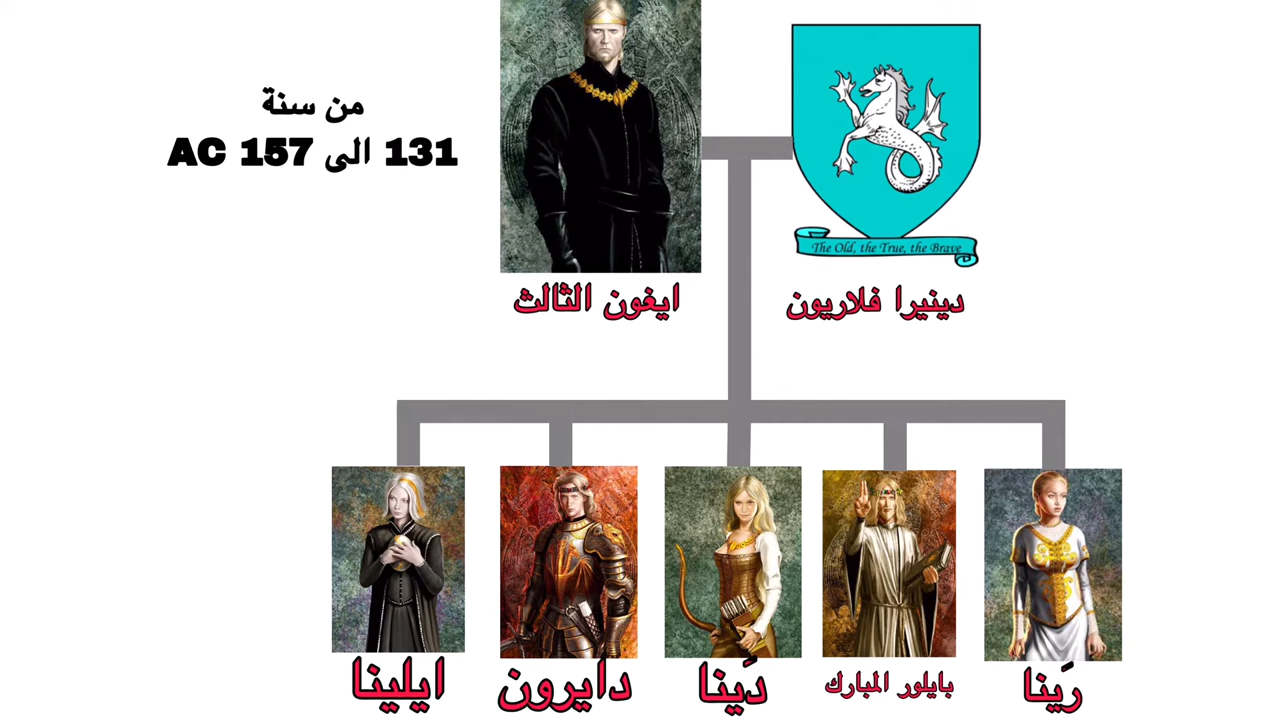 من سنة
131 الى 157 AC
The Old, the True, the Brave
ايغون الثالث
دينيرا فلاريون
ايلينا
دايرون
دَينا
بايلور المبارك
رَينا